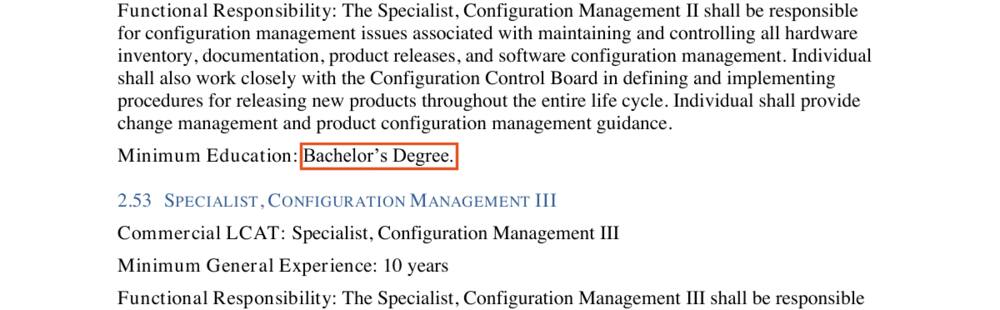 Functional Responsibility: The Specialist, Configuration Management II shall be responsible
for configuration management issues associated with maintaining and controlling all hardware
inventory, documentation, product releases, and software configuration management. Individual
shall also work closely with the Configuration Control Board in defining and implementing
procedures for releasing new products throughout the entire life cycle. Individual shall provide
change management and product configuration management guidance.
Minimum Education: Bachelor’s Degree.
2.53 SPECIALIST, CONFIGURATION MANAGEMENT III
Commercial LCAT: Specialist, Configuration Management III
Minimum General Experience: 10 years
Functional Responsibility: The Specialist, Configuration Management III shall be responsible